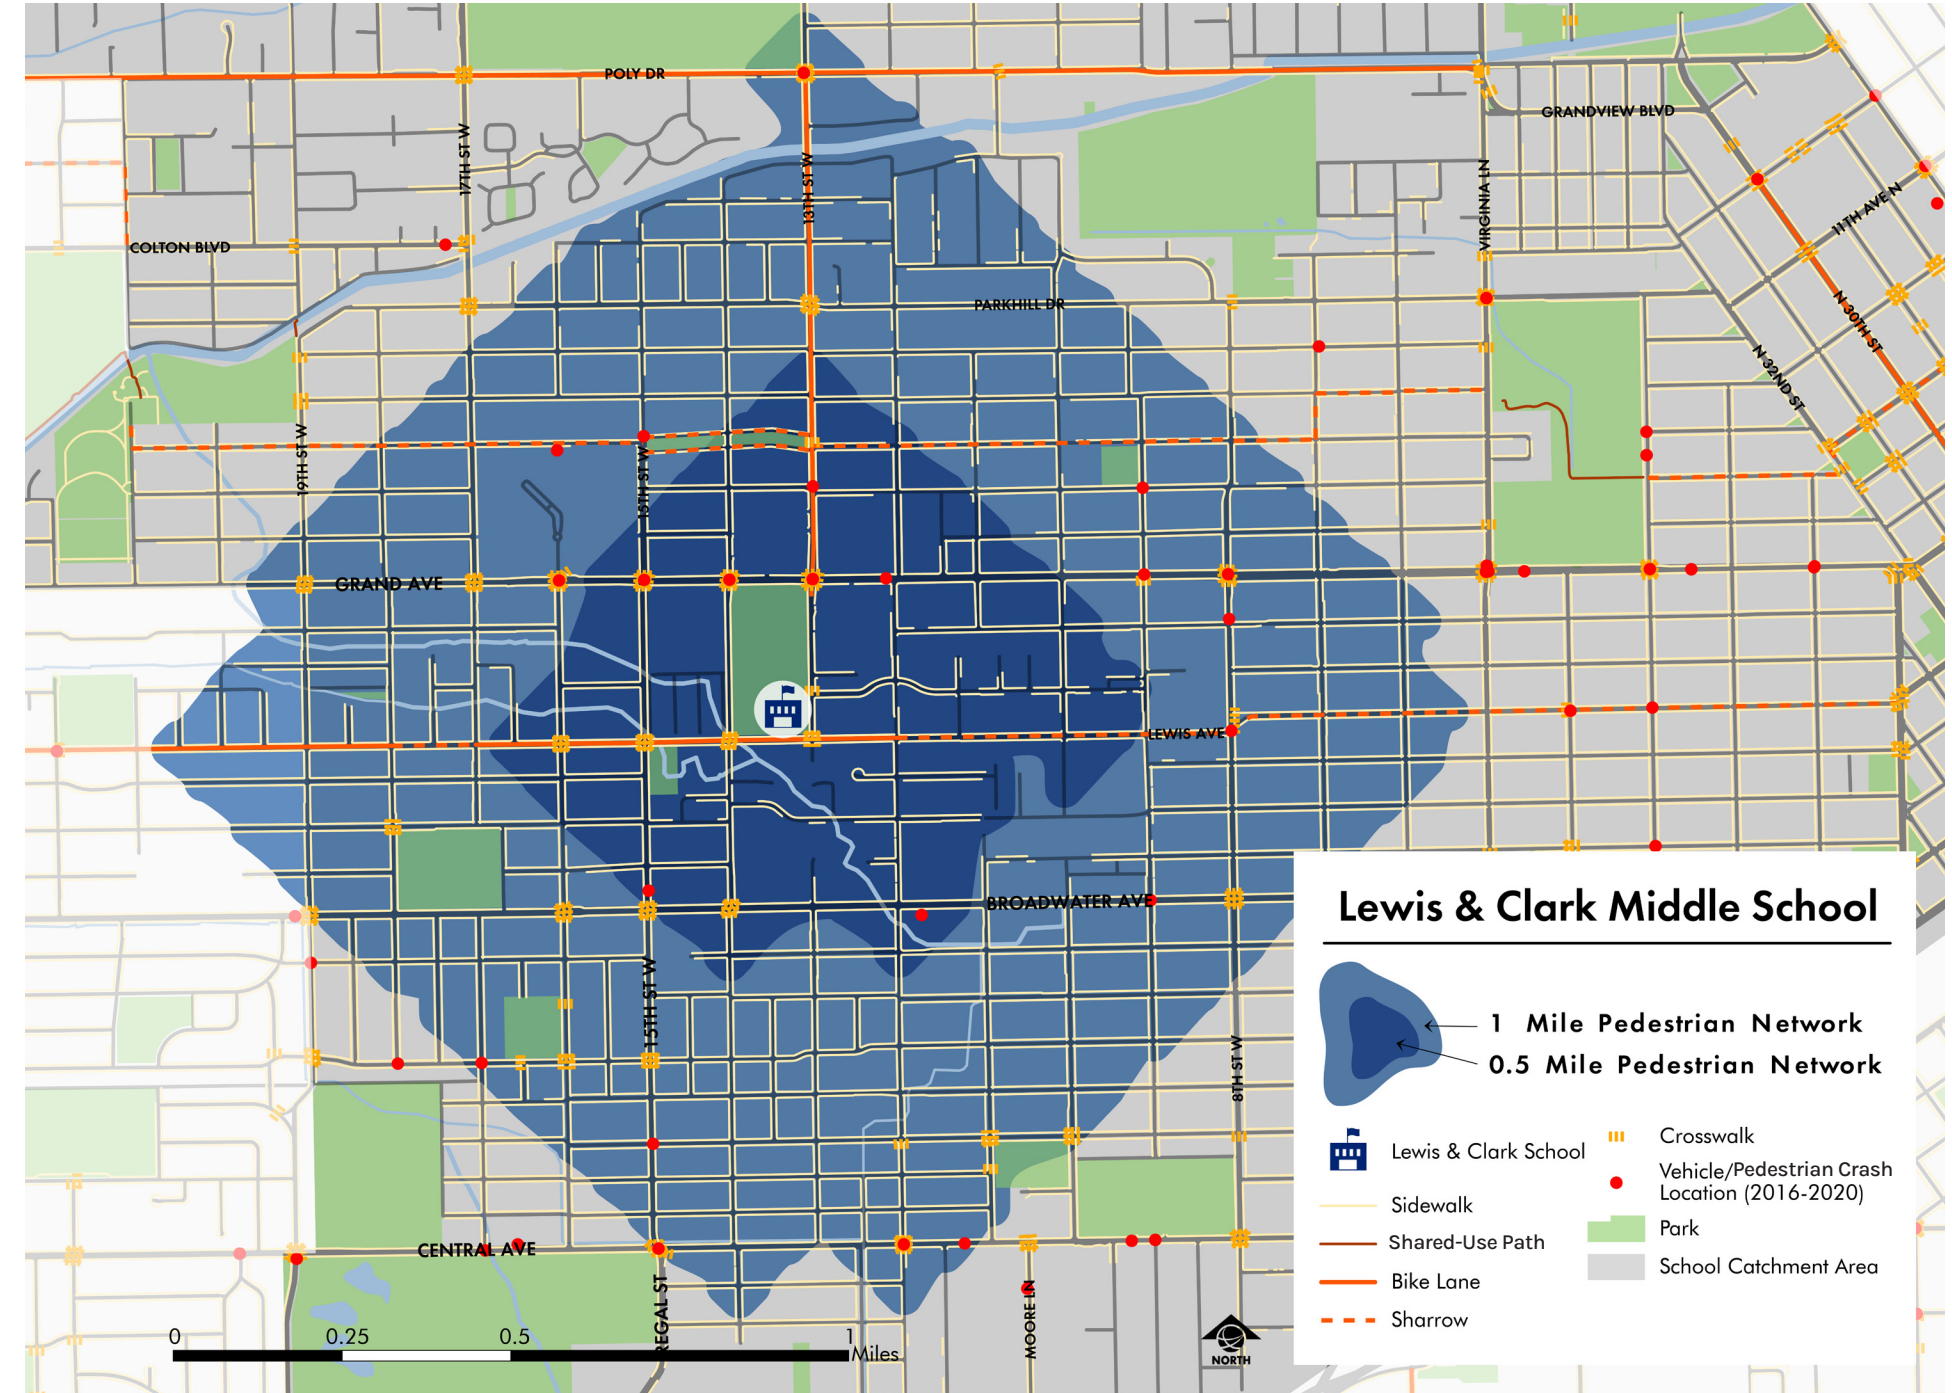 POLY DR
GRANDVIEW BLVD
17TH ST W
13TH ST W
VIRGINIA LN
11TH AVE N
COLTON BLVD
PARKHILL DR
N 30TH ST
N 32ND ST
19TH ST W
15TH ST W
GRAND AVE
LEWIS AVE
BROADWATER AVE
15TH ST W
8TH ST W
CENTRAL AVE
REGAL ST
MOORE LN
0 0.25 0.5 1
Miles
NORTH
Lewis & Clark Middle School
1 Mile Pedestrian Network
0.5 Mile Pedestrian Network
Lewis & Clark School
Sidewalk
Shared-Use Path
Bike Lane
Sharrow
Crosswalk
Vehicle/Pedestrian Crash
Location (2016-2020)
Park
School Catchment Area